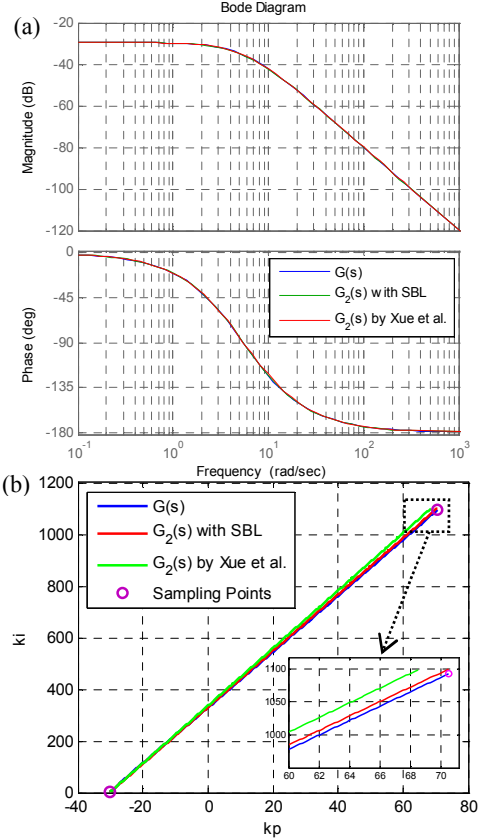 Bode Diagram
(a)
-20
-40
-60
-80
-100
-120
Magnitude (dB)
0
-45
-90
-135
-180
Phase (deg)
G(s)
G2(s) with SBL
G2(s) by Xue et al.
10-1
100
101
102
103
Frequency (rad/sec)
(b)
1200
1000
800
600
400
200
0
ki
G(s)
G2(s) with SBL
G2(s) by Xue et al.
Sampling Points
1100
1050
1000
60 62 64 66 68 70
-40 -20 0 20 40 60 80
kp